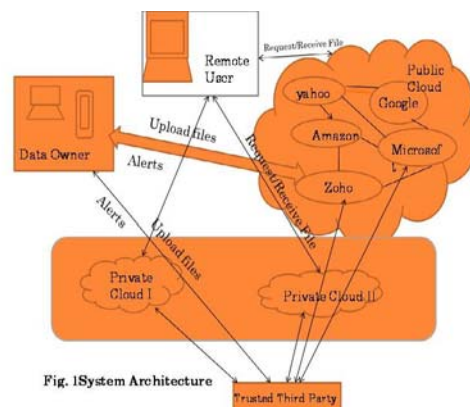 Remote
User
Request/Receive File
Public
Cloud
yahoo
Google
Amazon
Microsof
Zoho
Data Owner
Upload files
Alerts
Request/Receive File
Alerts
Upload files
Private
Cloud I
Private Cloud II
Fig. 1System Architecture
Trusted Third Party